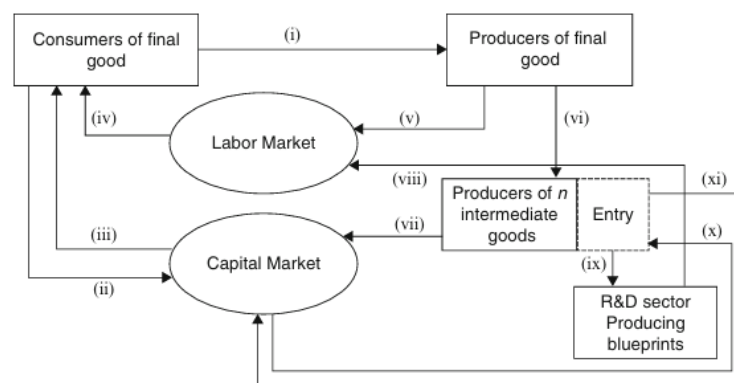 Consumers of final
good
(i)
Producers of final
good
(iv)
(v)
(vi)
Labor Market
(viii)
(xi)
Producers of n
intermediate
goods
Entry
(iii)
(vii)
(x)
Capital Market
(ii)
(ix)
R&D sector
Producing
blueprints